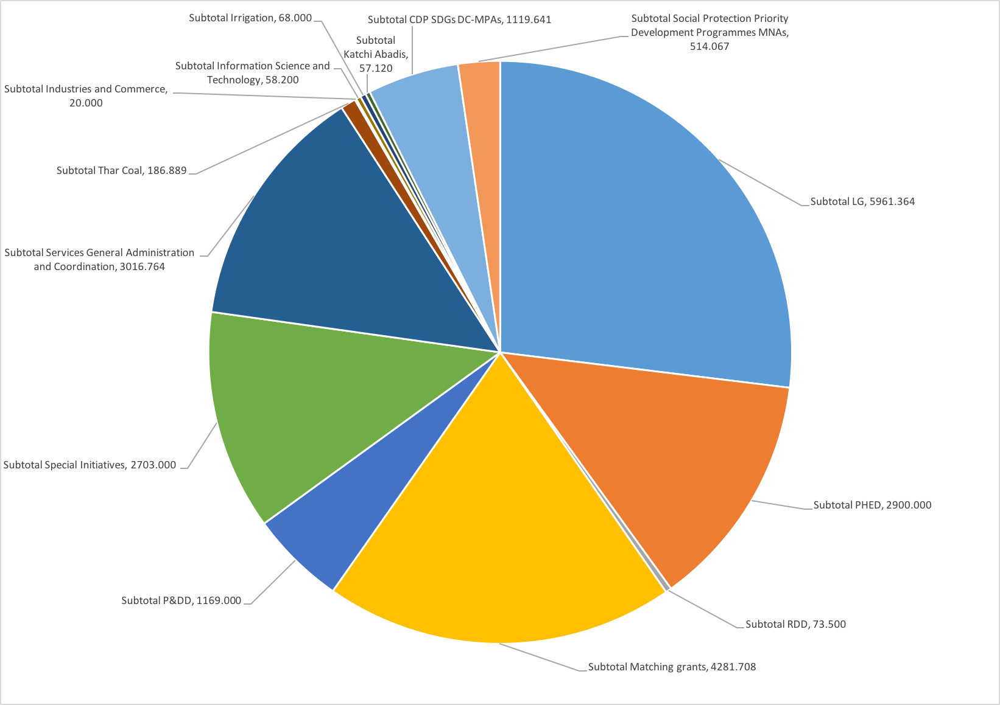 Subtotal Irrigation, 68.000
Subtotal CDP SDGs DC-MPAs, 1119.641
Subtotal Social Protection Priority
Development Programmes MNAs,
514.067
Subtotal
Katchi Abadis,
57.120
Subtotal Information Science and
Technology, 58.200
Subtotal Industries and Commerce,
20.000
Subtotal Thar Coal, 186.889
Subtotal LG, 5961.364
Subtotal Services General Administration
and Coordination, 3016.764
Subtotal Special Initiatives, 2703.000
Subtotal PHED, 2900.000
Subtotal P&DD, 1169.000
Subtotal RDD, 73.500
Subtotal Matching grants, 4281.708